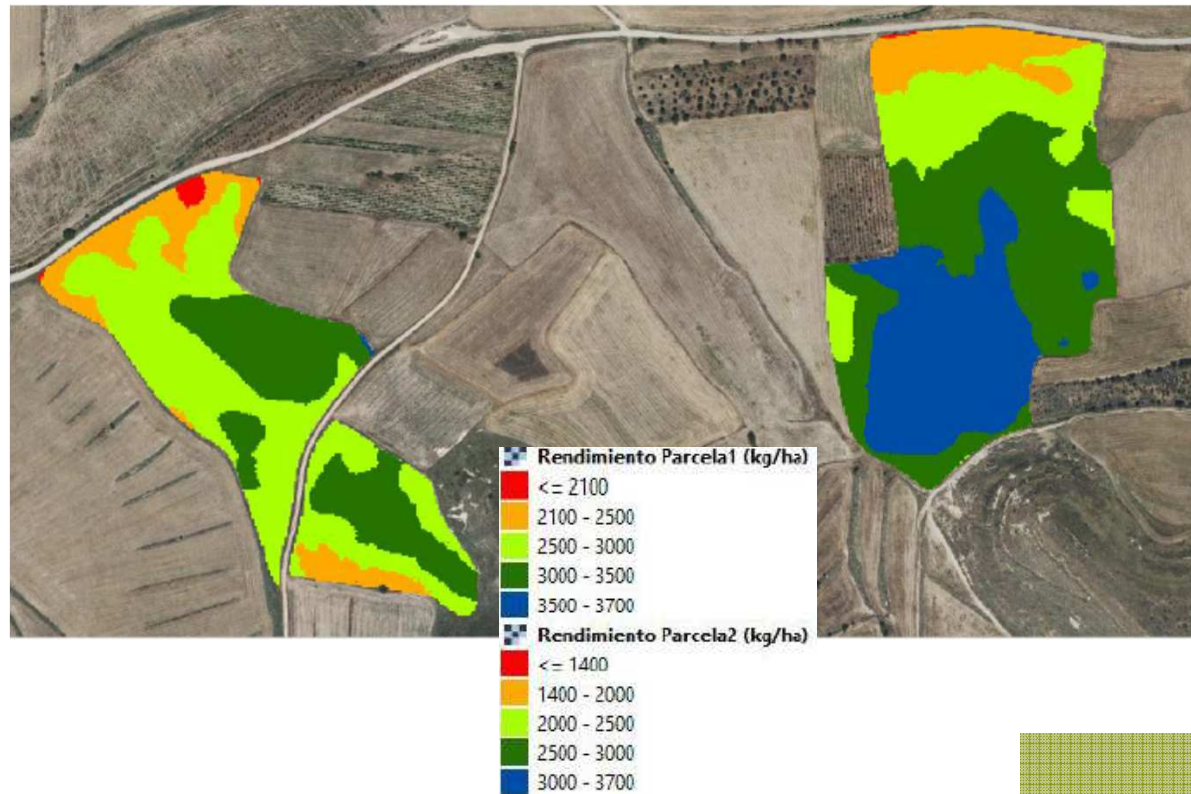 Rendimiento Parcela1 (kg/ha)
<= 2100
2100 - 2500
2500 - 3000
3000 - 3500
3500 - 3700
Rendimiento Parcela2 (kg/ha)
<= 1400
1400 - 2000
2000 - 2500
2500 - 3000
3000 - 3700